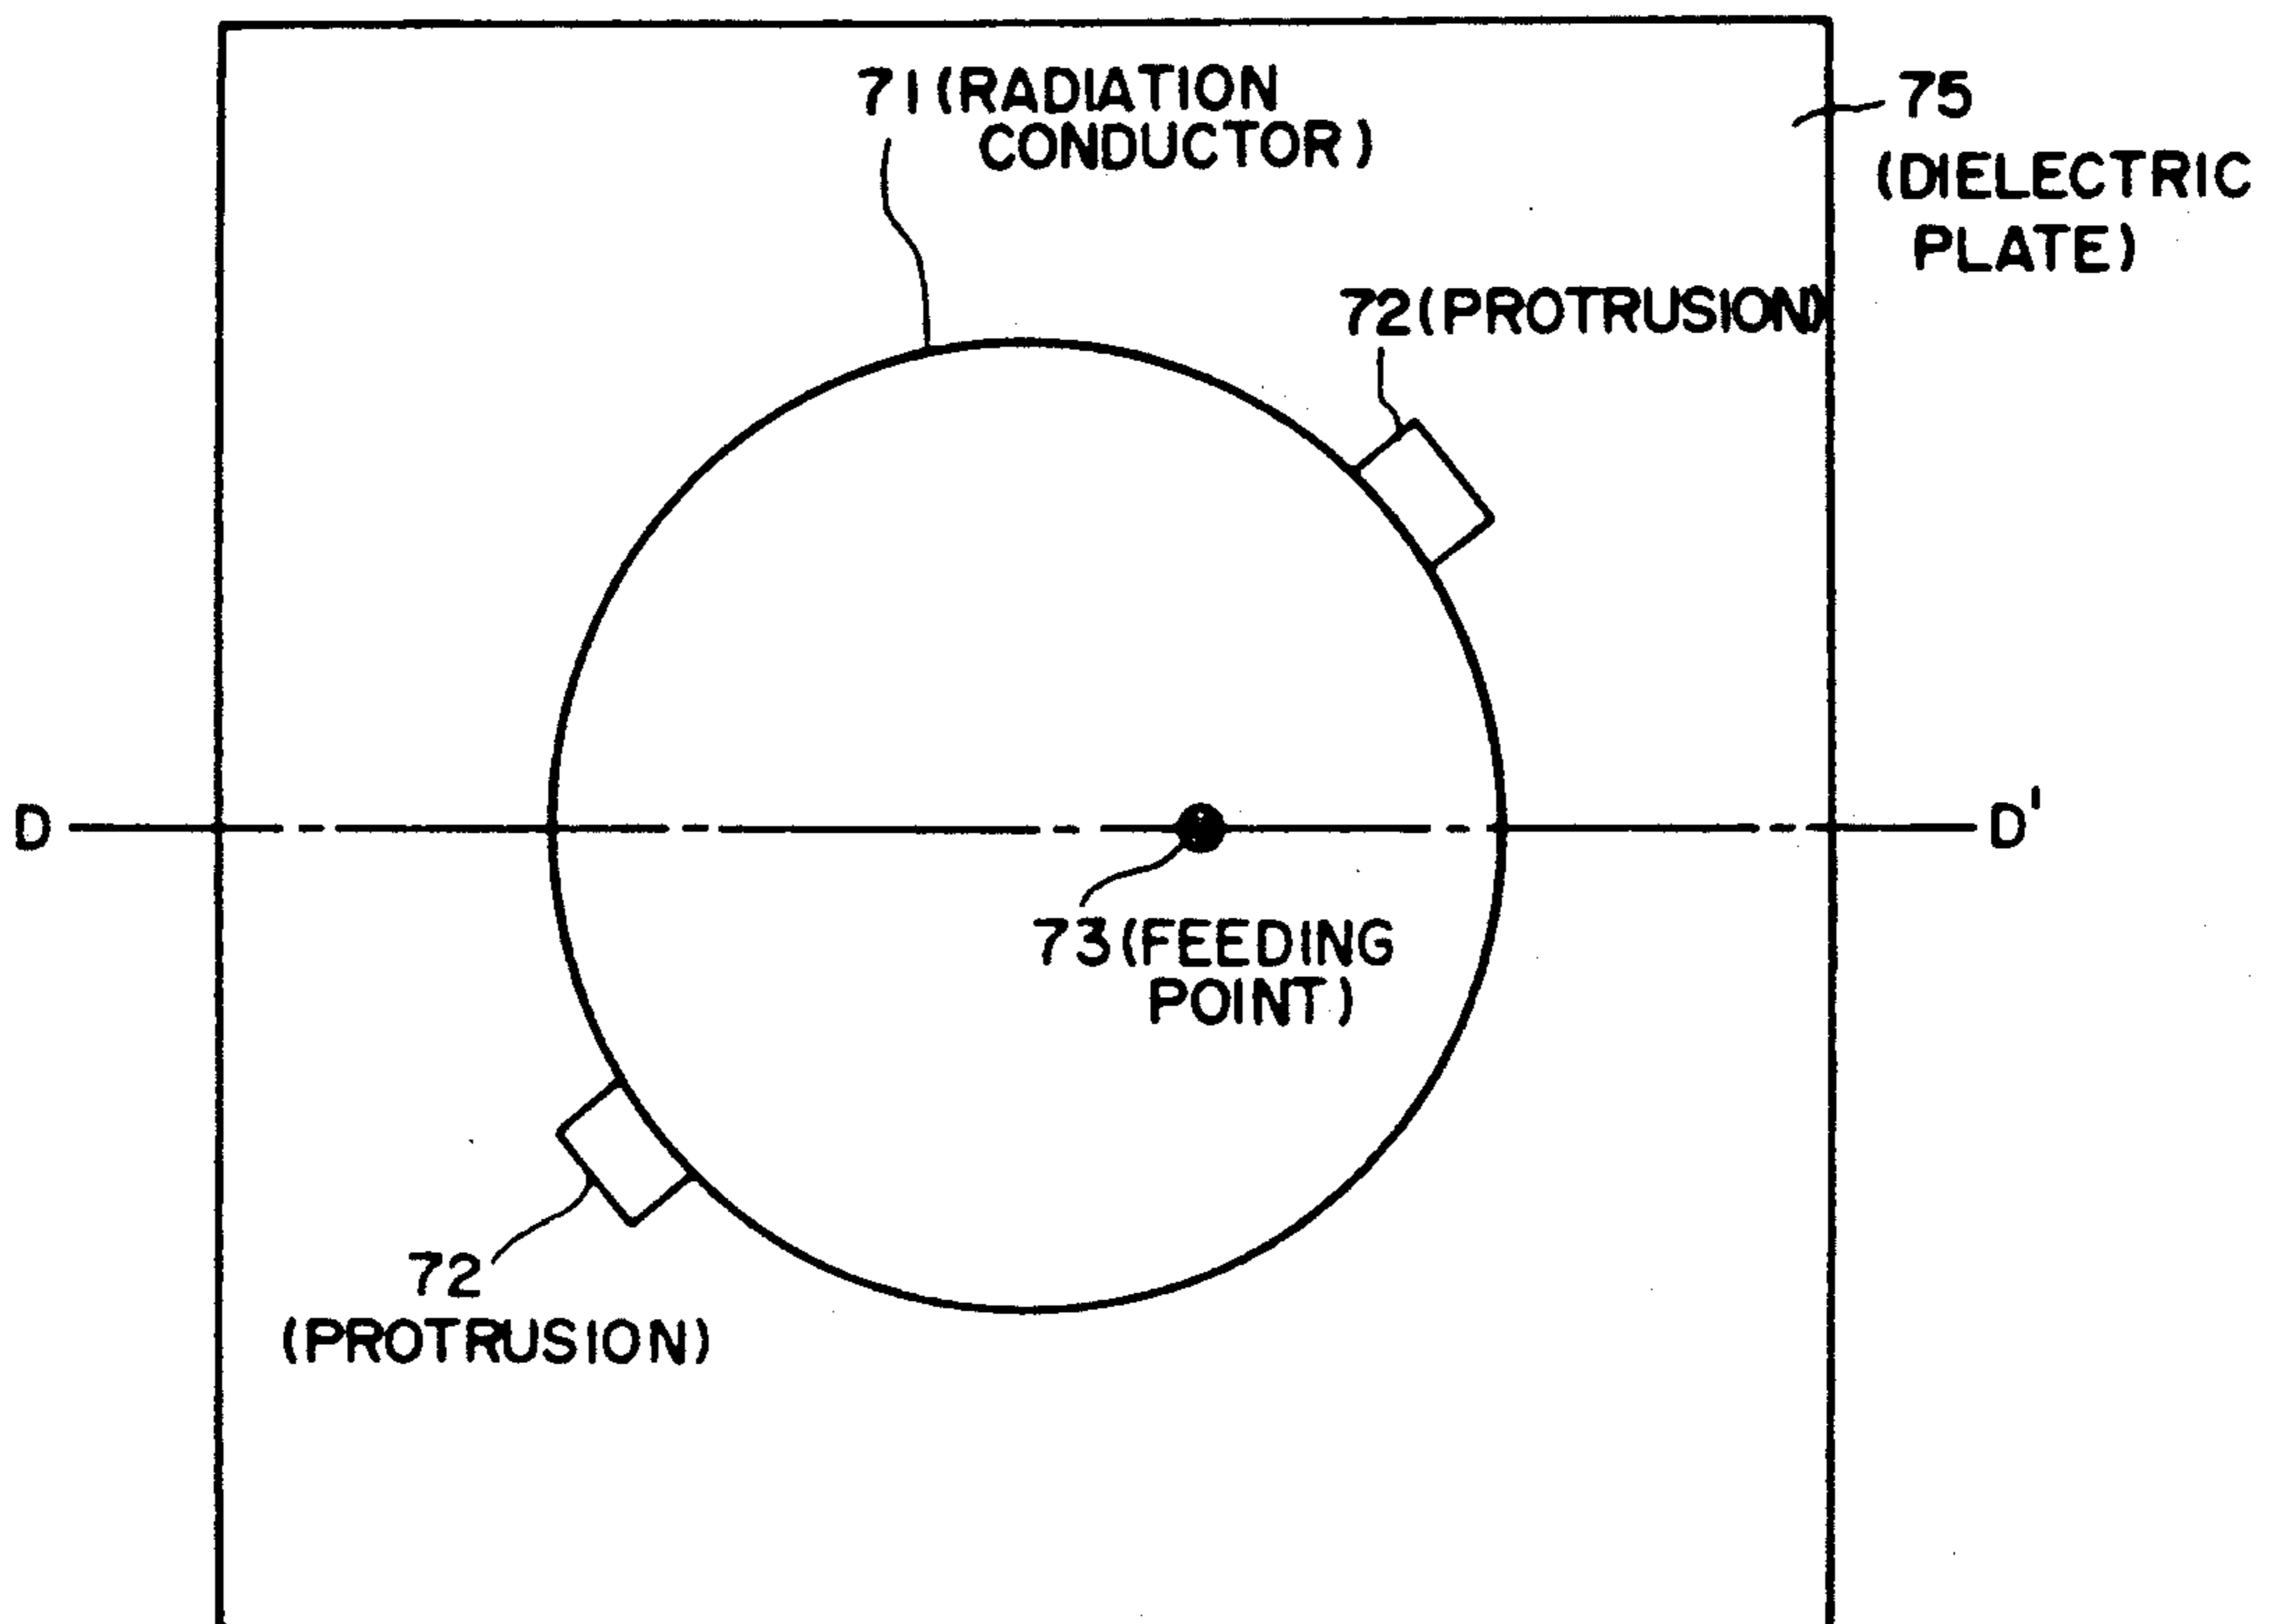 71(RADIATION
CONDUCTOR)
75
(DIELECTRIC
PLATE)
72(PROTRUSION)
D
D'
73(FEEDING
POINT)
72
(PROTRUSION)